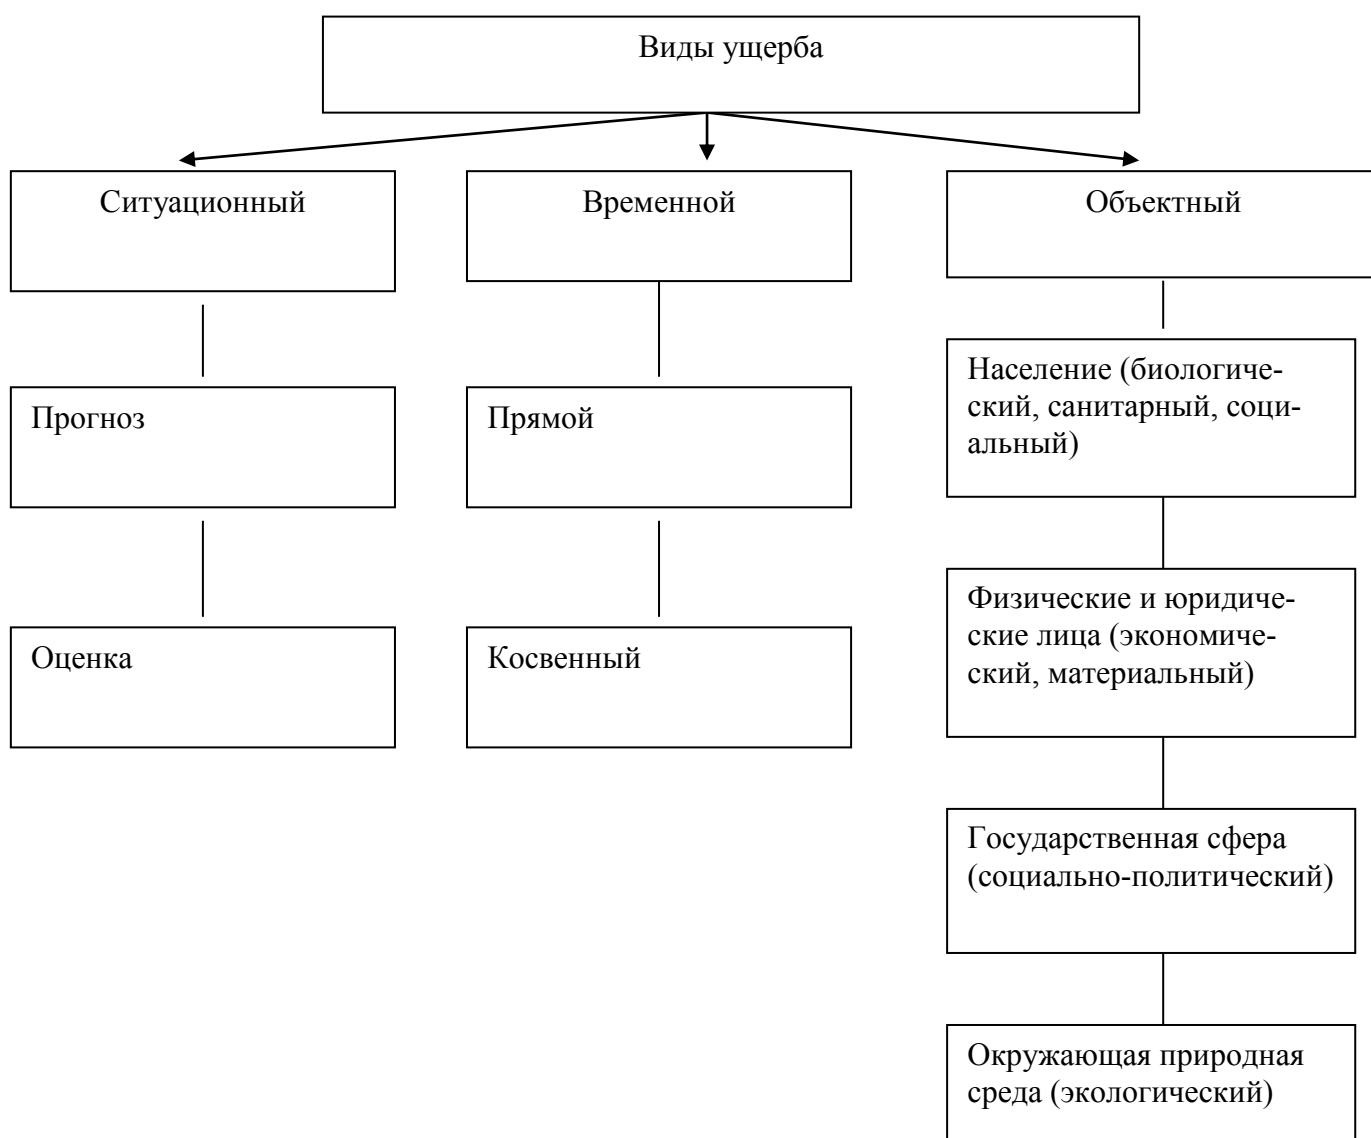 Виды ущерба
Ситуационный
Временной
Объектный
Прогноз
Оценка
Прямой
Косвенный
Население (биологиче-
ский, санитарный, соци-
альный)
Физические и юридиче-
ские лица (экономиче-
ский, материальный)
Государственная сфера
(социально-политический)
Окружающая природная
среда (экологический)